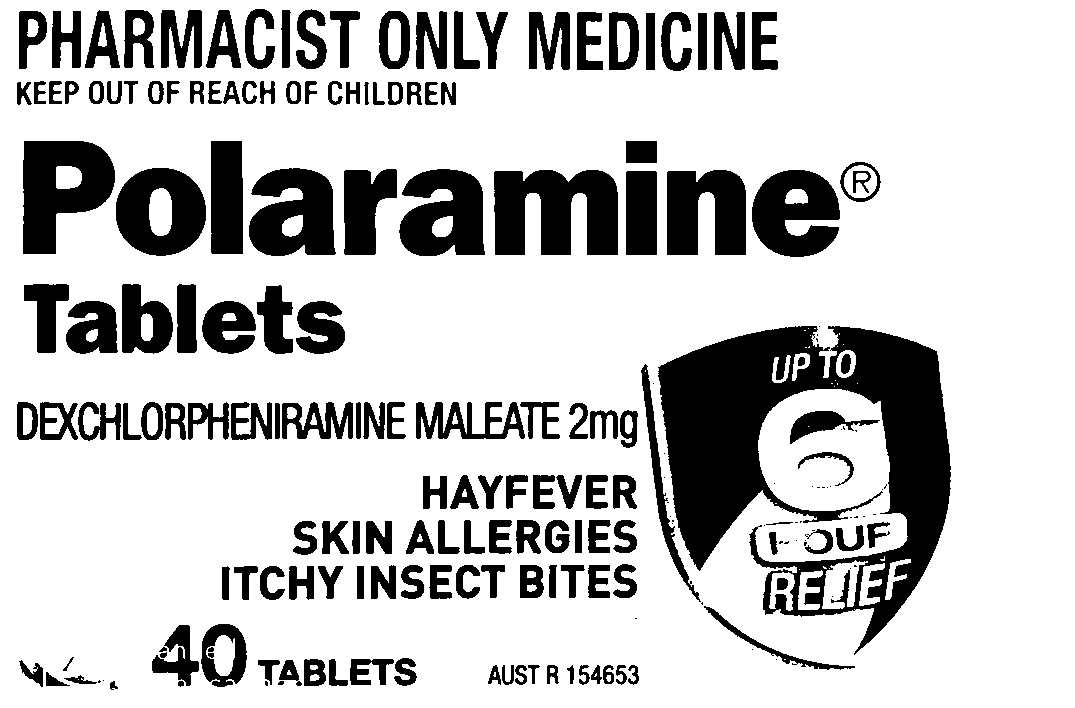 PHARMACIST ONLY MEDICINE
KEEP OUT OF REACH OF CHILDREN
Polaramine®
Tablets
DEXCHLORPHENIRAMINE MALEATE 2mg
HAYFEVER
SKIN ALLERGIES
ITCHY INSECT BITES
UP TO
6
HOUR
RELIEF
40 TABLETS
AUST R 154653